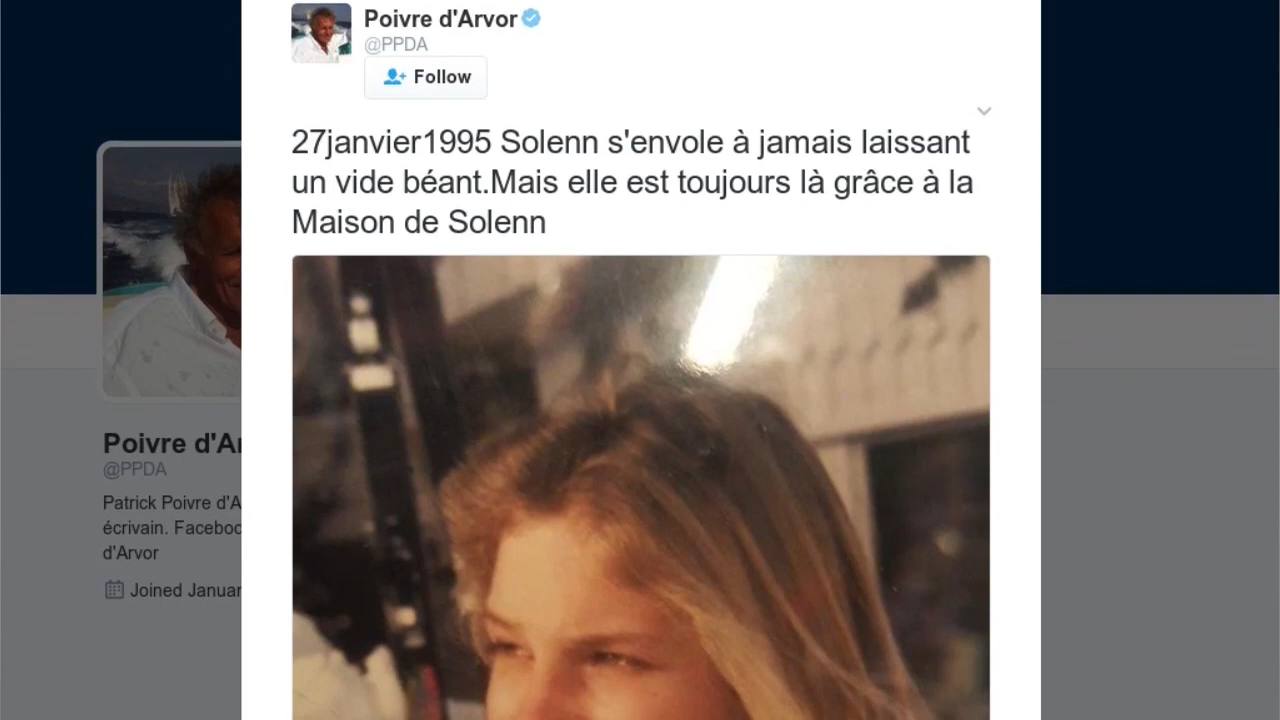 Poivre d'Arvor
@PPDA
Follow
27janvier1995 Solenn s'envole à jamais laissant
un vide béant.Mais elle est toujours là grâce à la
Maison de Solenn
Poivre d'Ar
@PPDA
Patrick Poivre d'A
écrivain. Faceboo
d'Arvor
Joined Januar